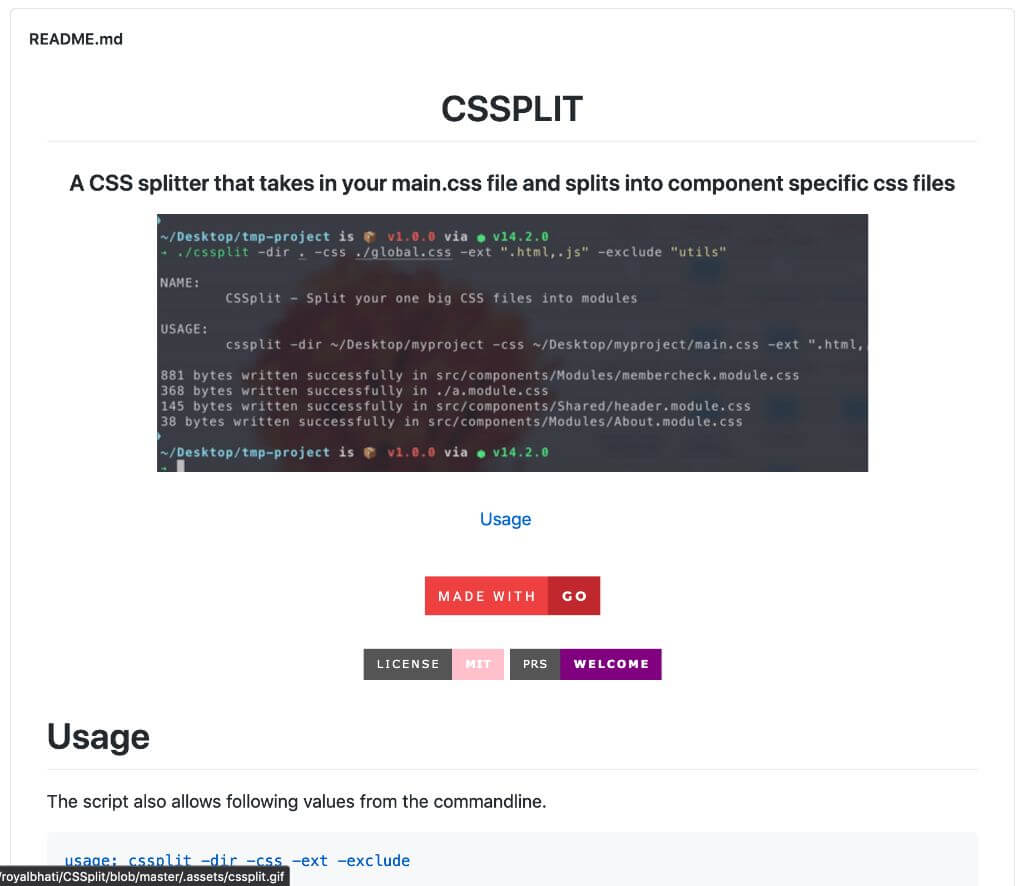 README.md
CSSPLIT
A CSS splitter that takes in your main.css file and splits into component specific css files
~/Desktop/tmp-project is 📦 v1.0.0 via ⬢ v14.2.0
→ ./cssplit -dir . -css ./global.css -ext ".html,.js" -exclude "utils"
NAME:
CSSplit - Split your one big CSS files into modules
USAGE:
cssplit -dir ~/Desktop/myproject -css ~/Desktop/myproject/main.css -ext ".html,.
881 bytes written successfully in src/components/Modules/membercheck.module.css
368 bytes written successfully in ./a.module.css
145 bytes written successfully in src/components/Shared/header.module.css
38 bytes written successfully in src/components/Modules/About.module.css
~/Desktop/tmp-project is 📦 v1.0.0 via ⬢ v14.2.0
→
Usage
MADE WITH GO
LICENSE MIT PRS WELCOME
Usage
The script also allows following values from the commandline.
usage: cssplit -dir -css -ext -exclude
/royalbhati/CSSplit/blob/master/.assets/cssplit.gif